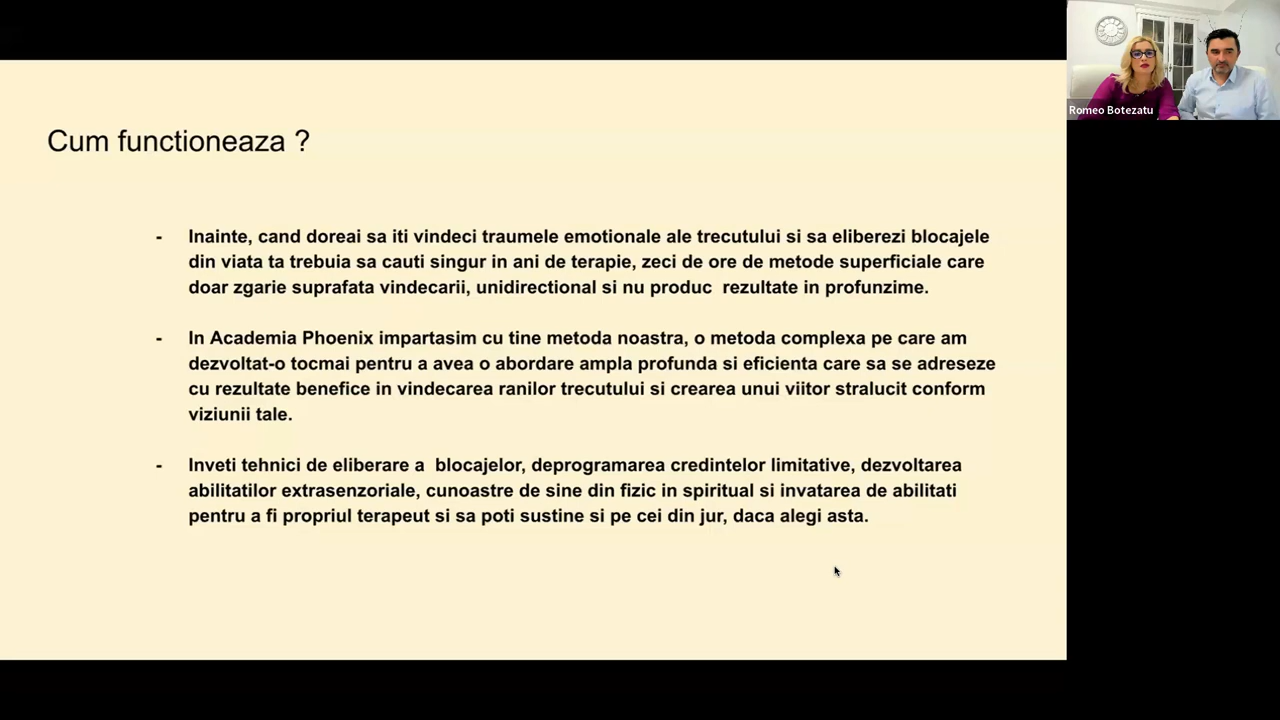 Cum functioneaza ?
- Inainte, cand doreai sa iti vindeci traumele emotionale ale trecutului si sa eliberezi blocajele
din viata ta trebuia sa cauti singur in ani de terapie, zeci de ore de metode superficiale care
doar zgarie suprafata vindecarii, unidirectional si nu produc  rezultate in profunzime.
- In Academia Phoenix impartasim cu tine metoda noastra, o metoda complexa pe care am
dezvoltat-o tocmai pentru a avea o abordare ampla profunda si eficienta care sa se adreseze
cu rezultate benefice in vindecarea ranilor trecutului si crearea unui viitor stralucit conform
viziunii tale.
- Inveti tehnici de eliberare a  blocajelor, deprogramarea credintelor limitative, dezvoltarea
abilitatilor extrasenzoriale, cunoastre de sine din fizic in spiritual si invatarea de abilitati
pentru a fi propriul terapeut si sa poti sustine si pe cei din jur, daca alegi asta.
Romeo Botezatu